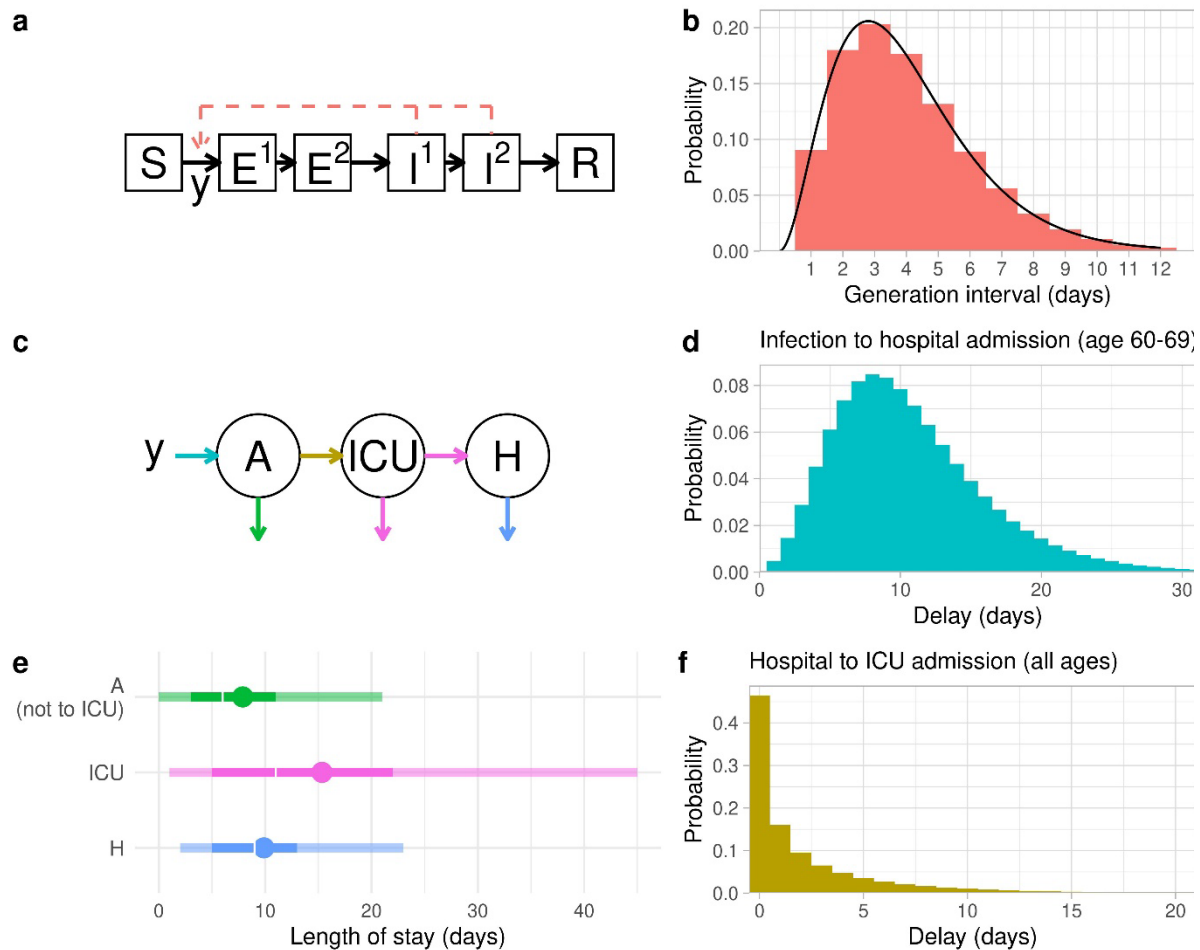 a
S
y
E1
E2
I1
I2
R
b
Probability
0.20
0.15
0.10
0.05
0.00
1 2 3 4 5 6 7 8 9 10 11 12
Generation interval (days)
c
y
A
ICU
H
d
Infection to hospital admission (age 60-69)
Probability
0.08
0.06
0.04
0.02
0.00
0 10 20 30
Delay (days)
e
A
(not to ICU)
ICU
H
0 10 20 30 40
Length of stay (days)
f
Hospital to ICU admission (all ages)
Probability
0.4
0.3
0.2
0.1
0.0
0 5 10 15 20
Delay (days)